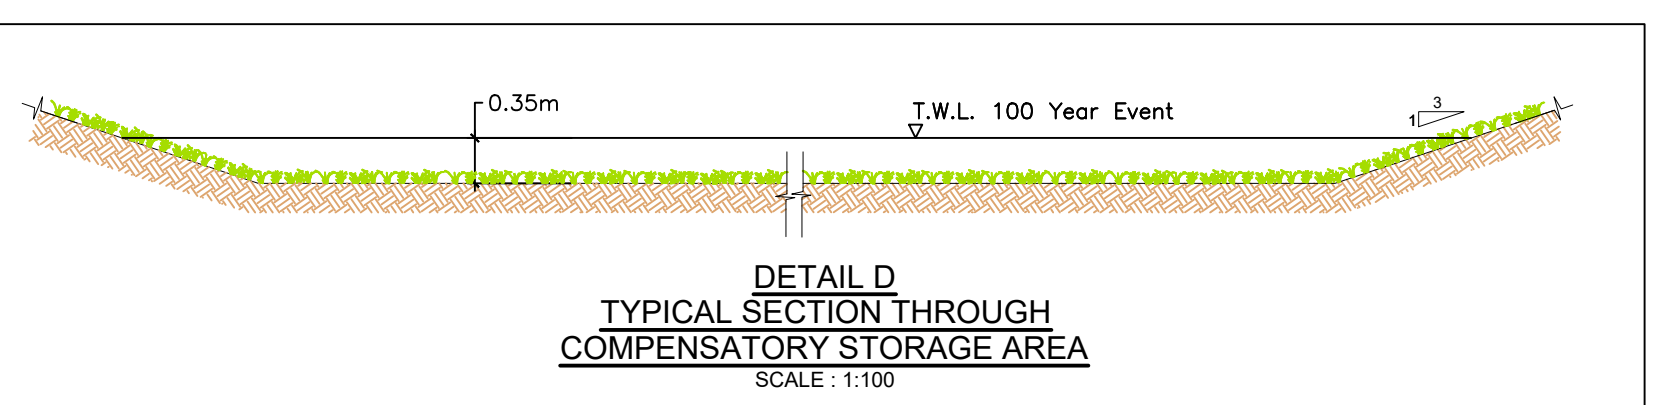 0.35m
T.W.L. 100 Year Event
3
1
DETAIL D
TYPICAL SECTION THROUGH
COMPENSATORY STORAGE AREA
SCALE : 1:100